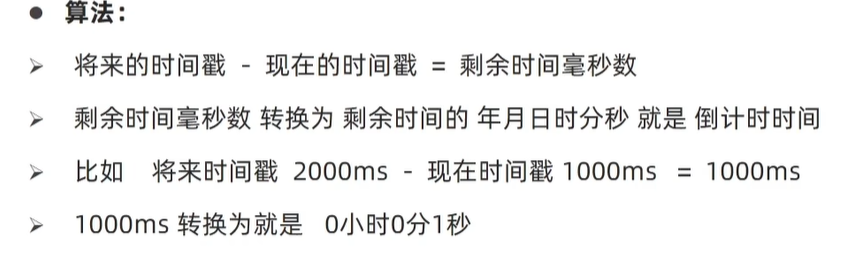 ● 算法：
➢ 将来的时间戳 - 现在的时间戳 = 剩余时间毫秒数
➢ 剩余时间毫秒数 转换为 剩余时间的 年月日时分秒 就是 倒计时时间
➢ 比如 将来时间戳 2000ms - 现在时间戳 1000ms = 1000ms
➢ 1000ms 转换为就是 0小时0分1秒